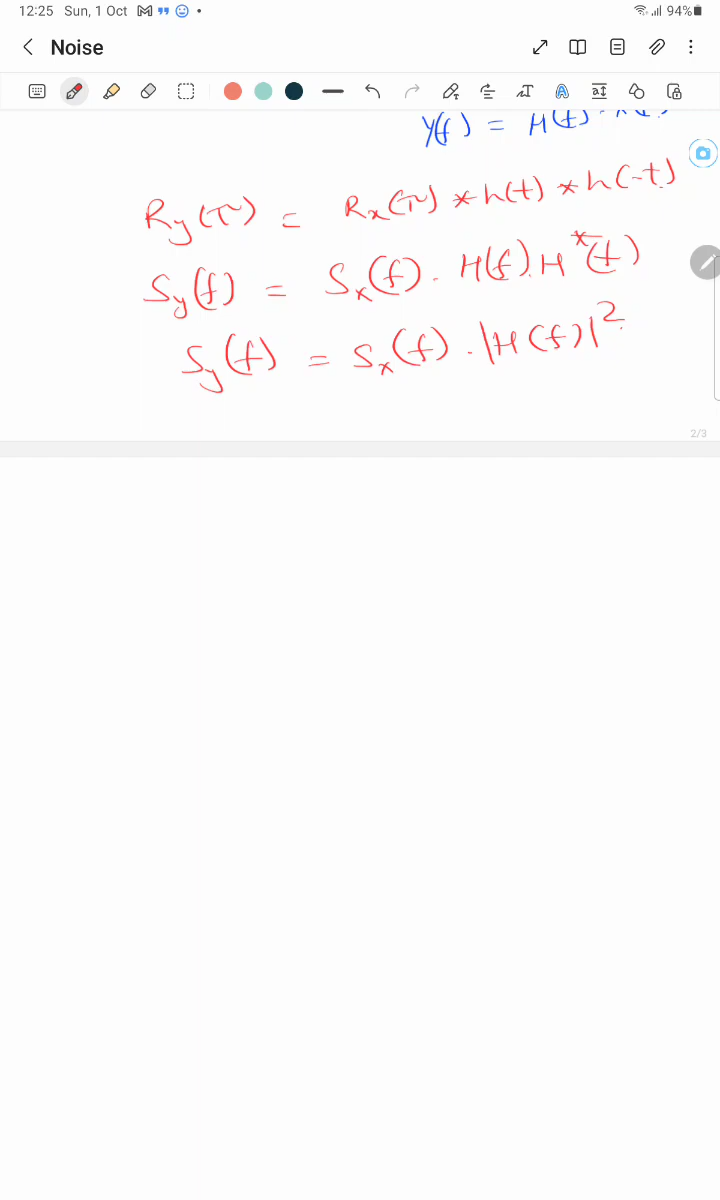 12:25 Sun, 1 Oct 94%
Noise
Y(f) = H(f) · X(f)
Ry(τ) = Rx(τ) * h(t) * h(-t)
Sy(f) = Sx(f) · H(f) · H*(f)
Sy(f) = Sx(f) · |H(f)|²
2/3